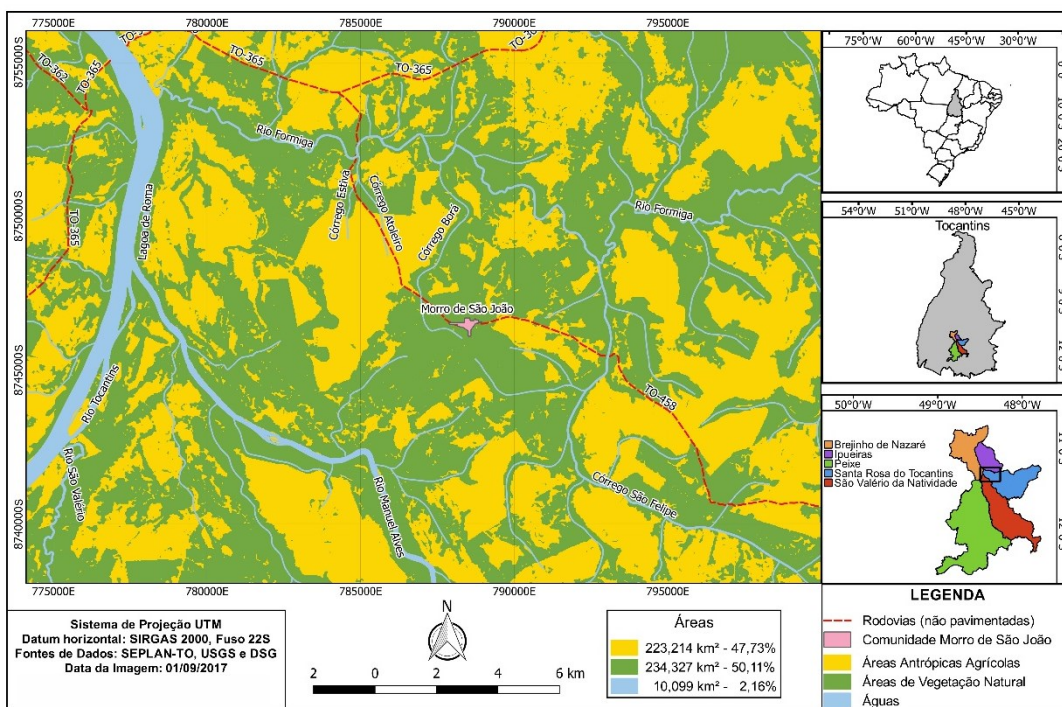 775000E 780000E 785000E 790000E 795000E
8755000S
8750000S
8745000S
8740000S
TO-365
TO-365
TO-362
TO-365
TO-365
Rio Formiga
Lagoa de Roma
Córrego Estiva
Córrego Atoleiro
Córrego Borá
Rio Formiga
Morro de São João
TO-458
Rio Tocantins
Rio São Valério
Rio Manuel Alves
Córrego São Felipe
775000E 780000E 785000E 790000E 795000E
75°0'W 60°0'W 45°0'W 30°0'W
54°0'W 51°0'W 48°0'W 45°0'W
Tocantins
50°0'W 49°0'W 48°0'W
Brejinho de Nazaré
Ipueiras
Peixe
Santa Rosa do Tocantins
São Valério da Natividade
Sistema de Projeção UTM
Datum horizontal: SIRGAS 2000, Fuso 22S
Fontes de Dados: SEPLAN-TO, USGS e DSG
Data da Imagem: 01/09/2017
N
2 0 2 4 6 km
Áreas
223,214 km² - 47,73%
234,327 km² - 50,11%
10,099 km² - 2,16%
LEGENDA
Rodovias (não pavimentadas)
Comunidade Morro de São João
Áreas Antrópicas Agrícolas
Áreas de Vegetação Natural
Águas